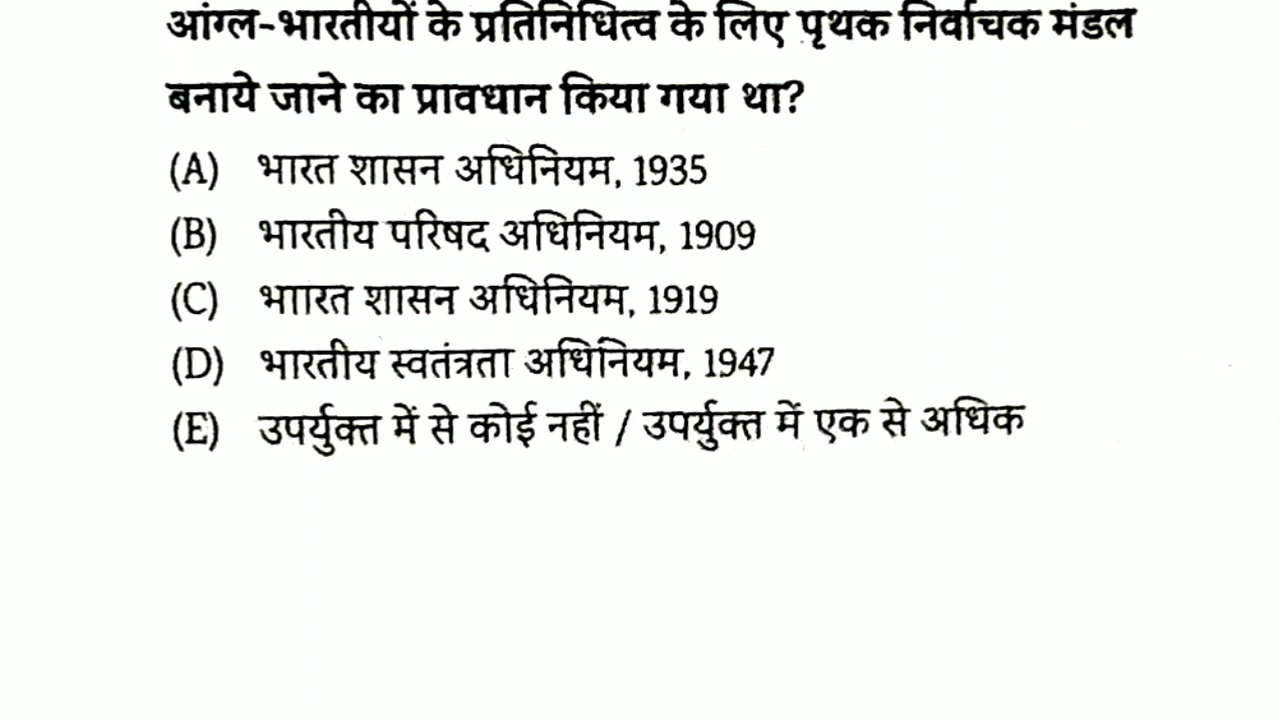 आंग्ल-भारतीयों के प्रतिनिधित्व के लिए पृथक निर्वाचक मंडल
बनाये जाने का प्रावधान किया गया था?
(A) भारत शासन अधिनियम, 1935
(B) भारतीय परिषद अधिनियम, 1909
(C) भाारत शासन अधिनियम, 1919
(D) भारतीय स्वतंत्रता अधिनियम, 1947
(E) उपर्युक्त में से कोई नहीं / उपर्युक्त में एक से अधिक